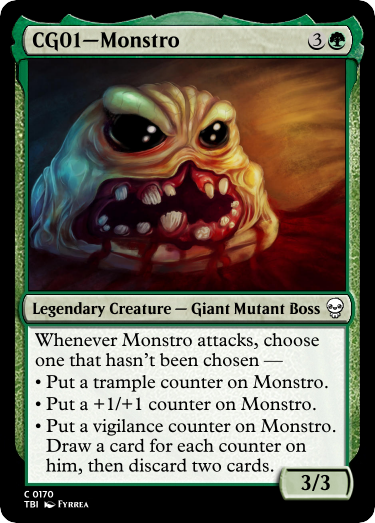 CG01—Monstro 3
Legendary Creature — Giant Mutant Boss
Whenever Monstro attacks, choose
one that hasn't been chosen —
• Put a trample counter on Monstro.
• Put a +1/+1 counter on Monstro.
• Put a vigilance counter on Monstro.
Draw a card for each counter on
him, then discard two cards.
3/3
C 0170
TBI Fyrrea